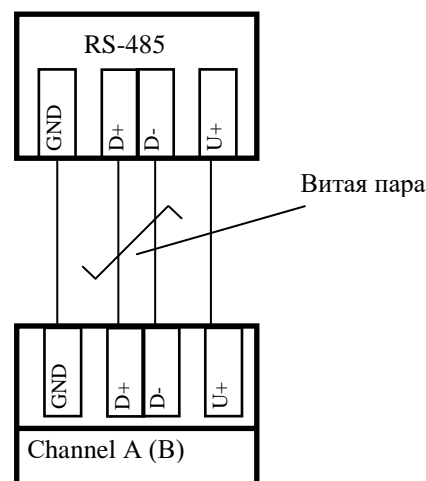 RS-485
GND D+ D- U+
Витая пара
GND D+ D- U+
Channel A (B)